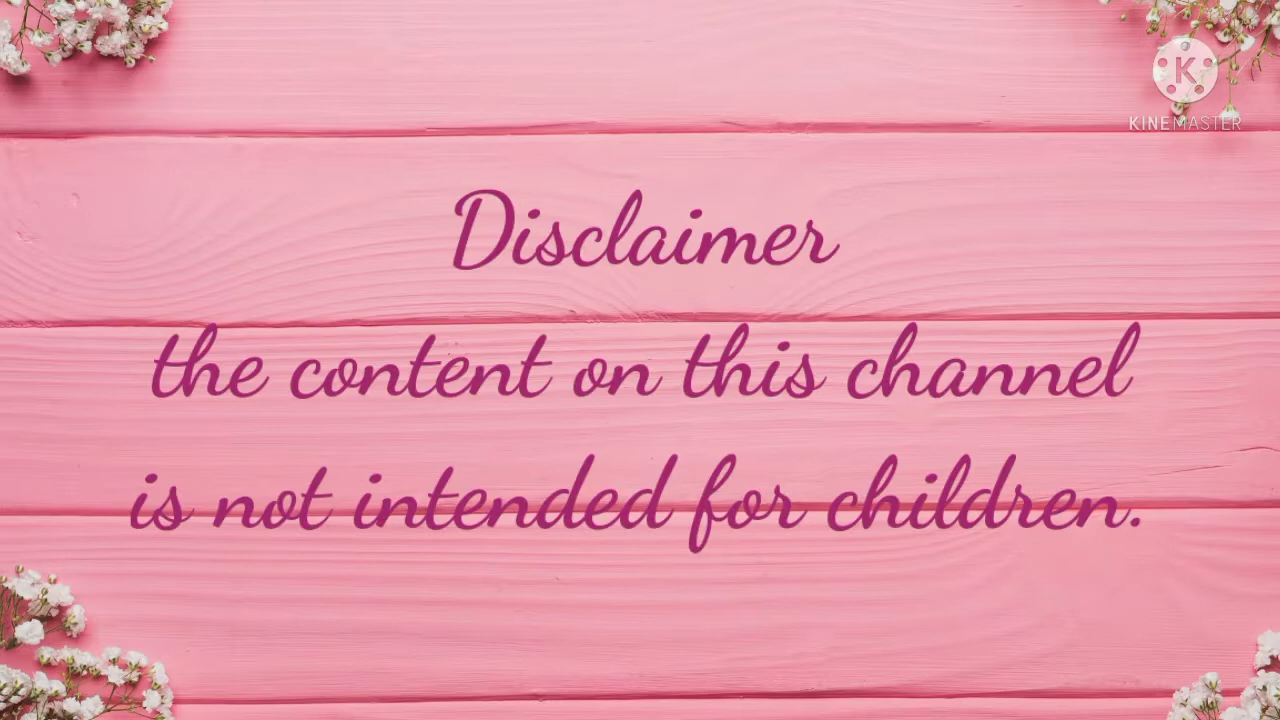 K
KINEMASTER
Disclaimer
the content on this channel
is not intended for children.